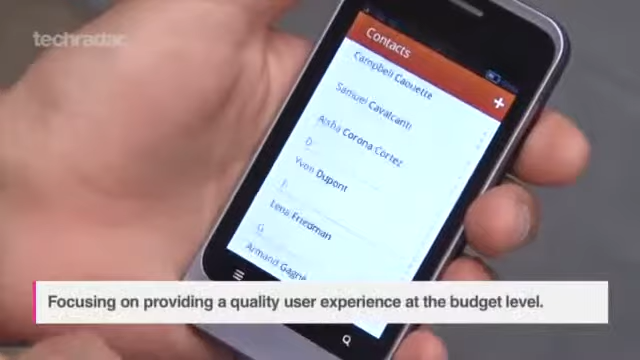 techradar.
Contacts
Campbell Caouette
Samuel Cavalcanti
Aisha Corona Cortez
D
Yvon Dupont
F
Lena Friedman
G
Armand Gagné
Focusing on providing a quality user experience at the budget level.